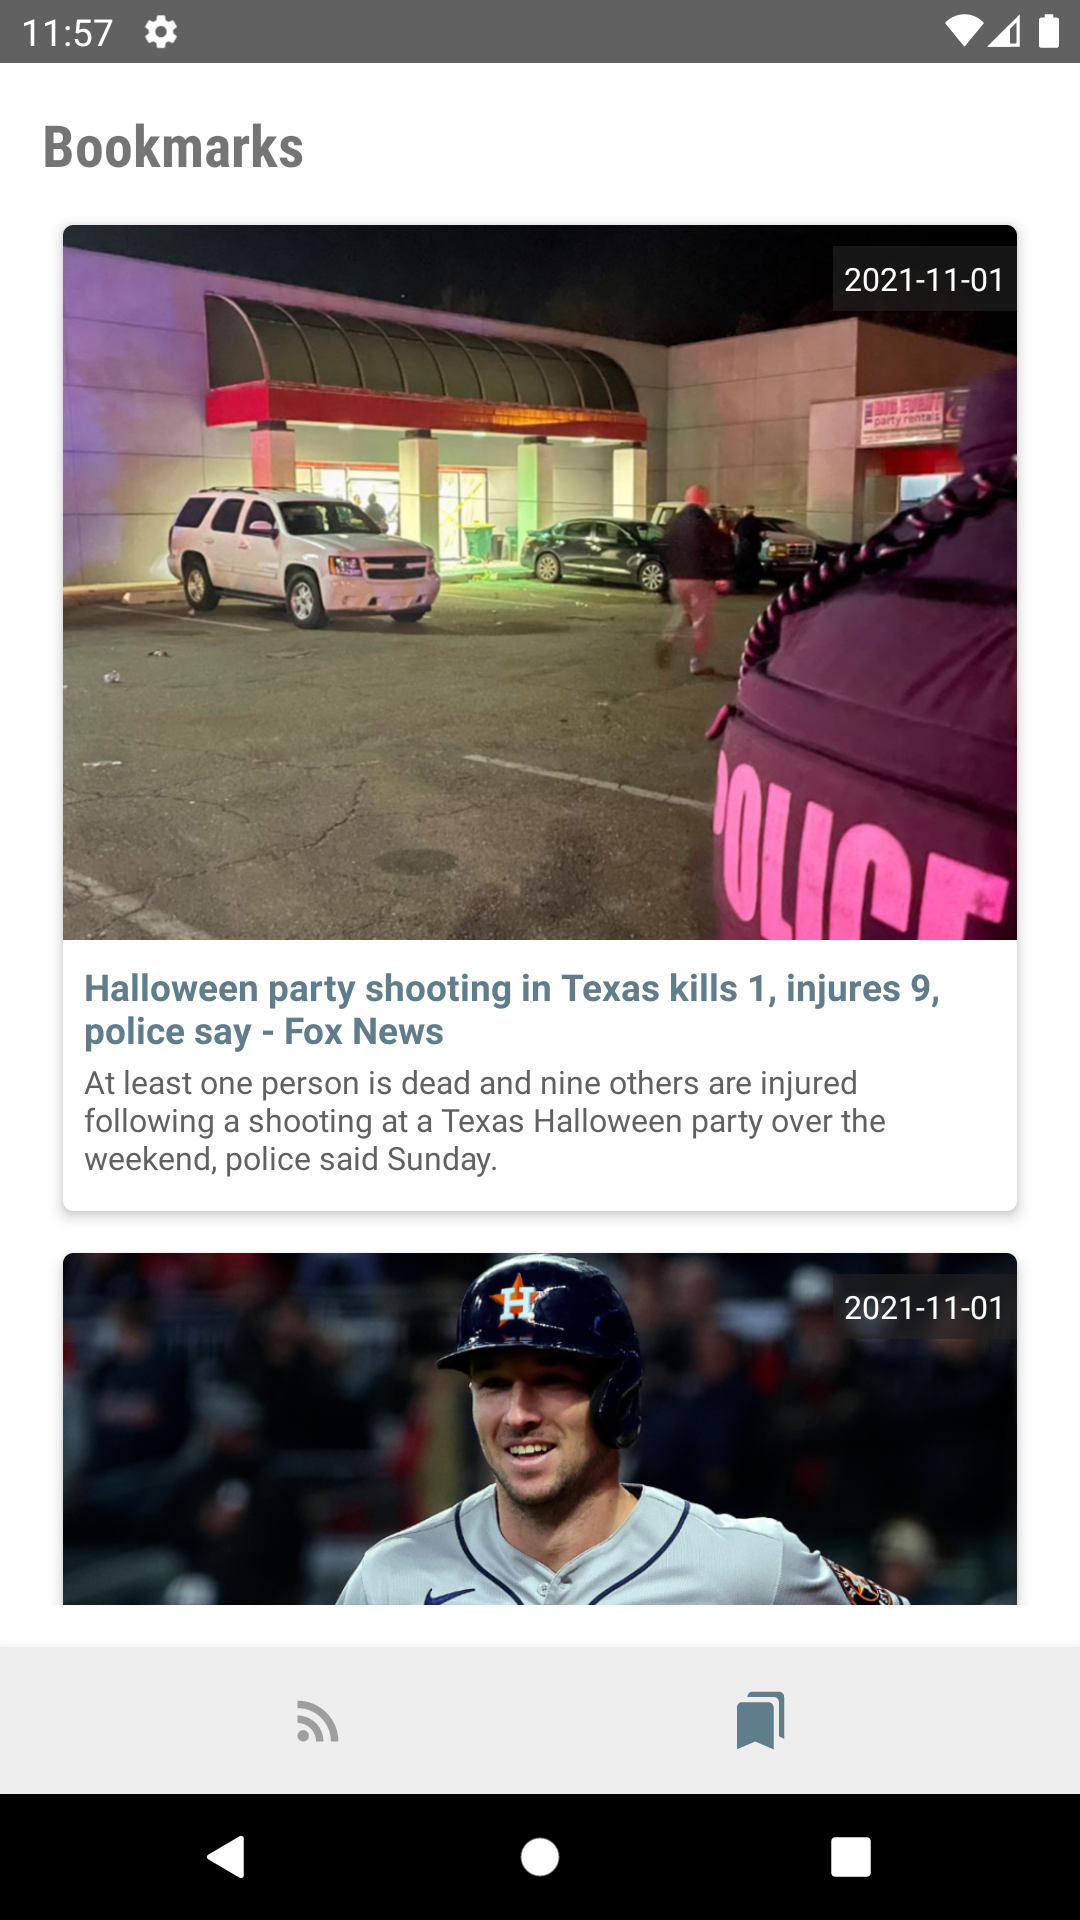 11:57
Bookmarks
2021-11-01
BIG EVENT
party rentals
POLICE
Halloween party shooting in Texas kills 1, injures 9,
police say - Fox News
At least one person is dead and nine others are injured
following a shooting at a Texas Halloween party over the
weekend, police said Sunday.
H
2021-11-01